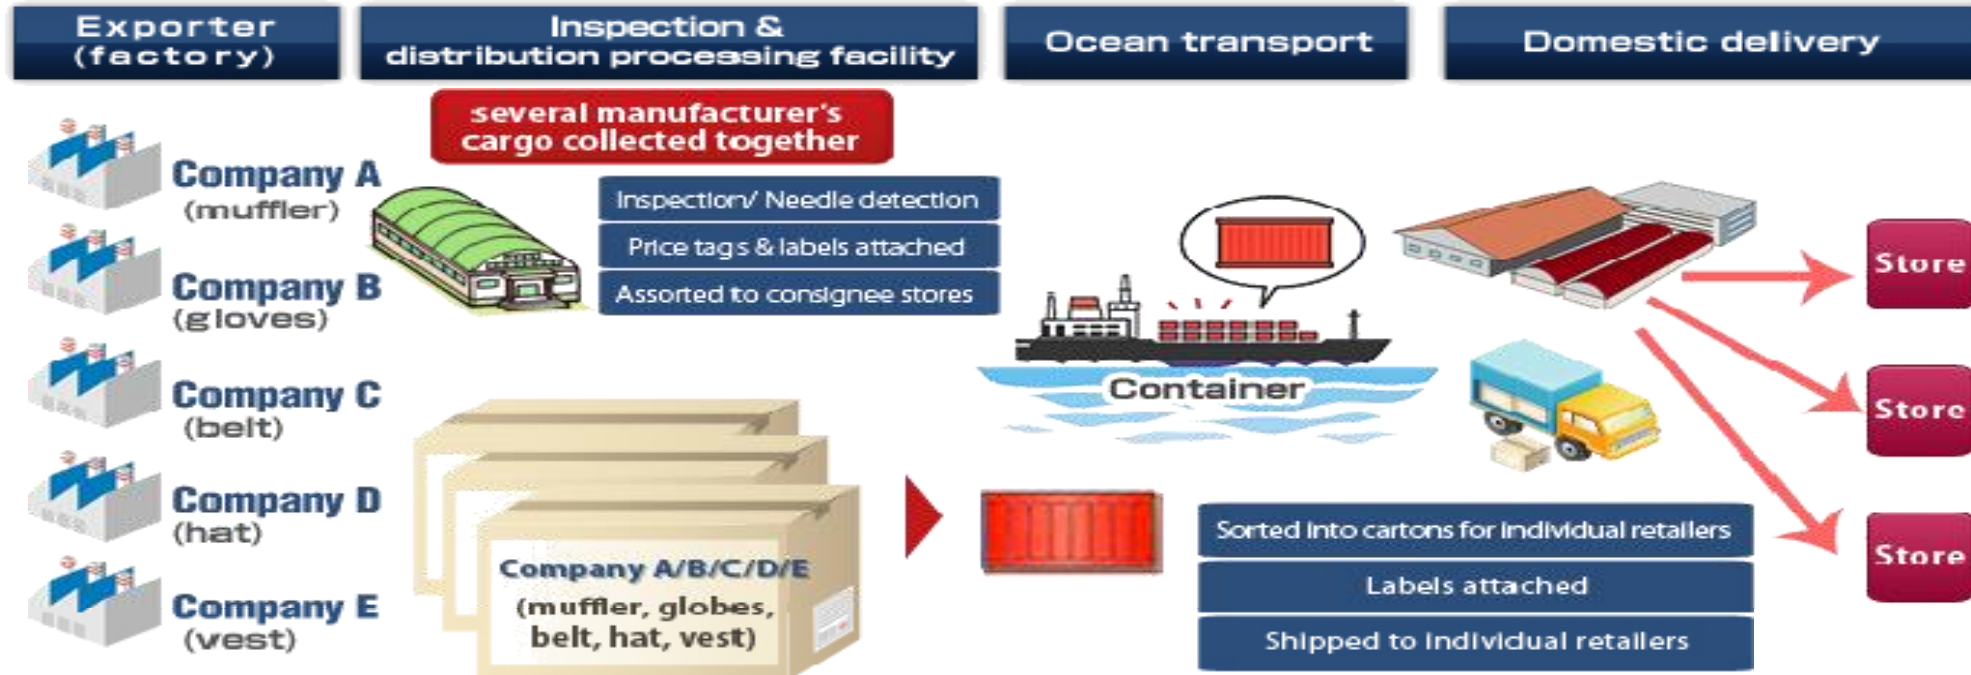 Exporter
(factory)
Inspection &
distribution processing facility
Ocean transport
Domestic delivery
several manufacturer's
cargo collected together
Company A
(muffler)
Company B
(gloves)
Company C
(belt)
Company D
(hat)
Company E
(vest)
Inspection/ Needle detection
Price tags & labels attached
Assorted to consignee stores
Company A/B/C/D/E
(muffler, globes,
belt, hat, vest)
Container
Sorted into cartons for individual retailers
Labels attached
Shipped to individual retailers
Store
Store
Store